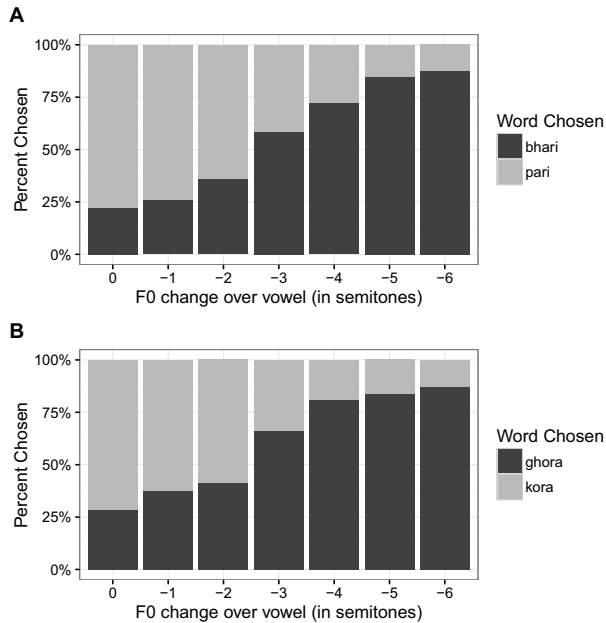 A
100%
75%
50%
25%
0%
Percent Chosen
0 −1 −2 −3 −4 −5 −6
F0 change over vowel (in semitones)
Word Chosen
bhari
pari
B
100%
75%
50%
25%
0%
Percent Chosen
0 −1 −2 −3 −4 −5 −6
F0 change over vowel (in semitones)
Word Chosen
ghora
kora